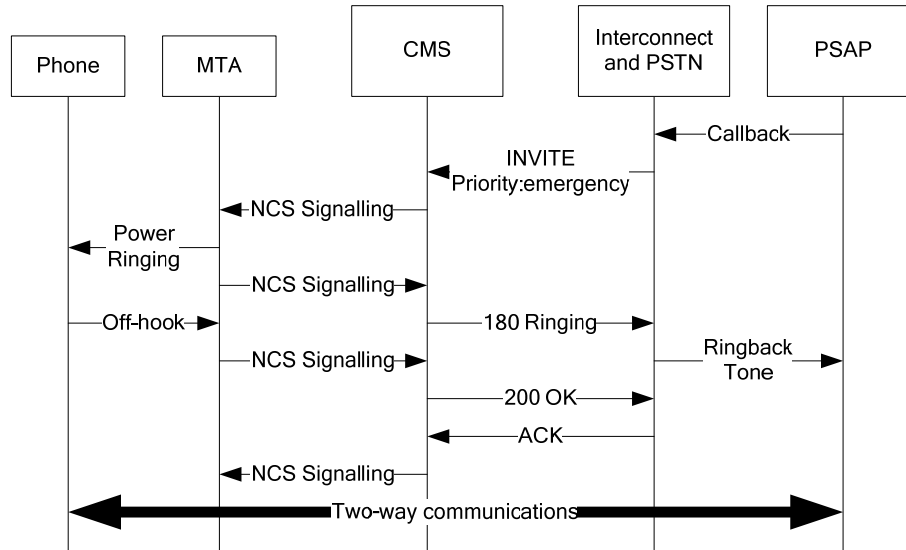 Phone
MTA
CMS
Interconnect
and PSTN
PSAP
Callback
INVITE
Priority:emergency
NCS Signalling
Power
Ringing
NCS Signalling
Off-hook
180 Ringing
NCS Signalling
Ringback
Tone
200 OK
ACK
NCS Signalling
Two-way communications